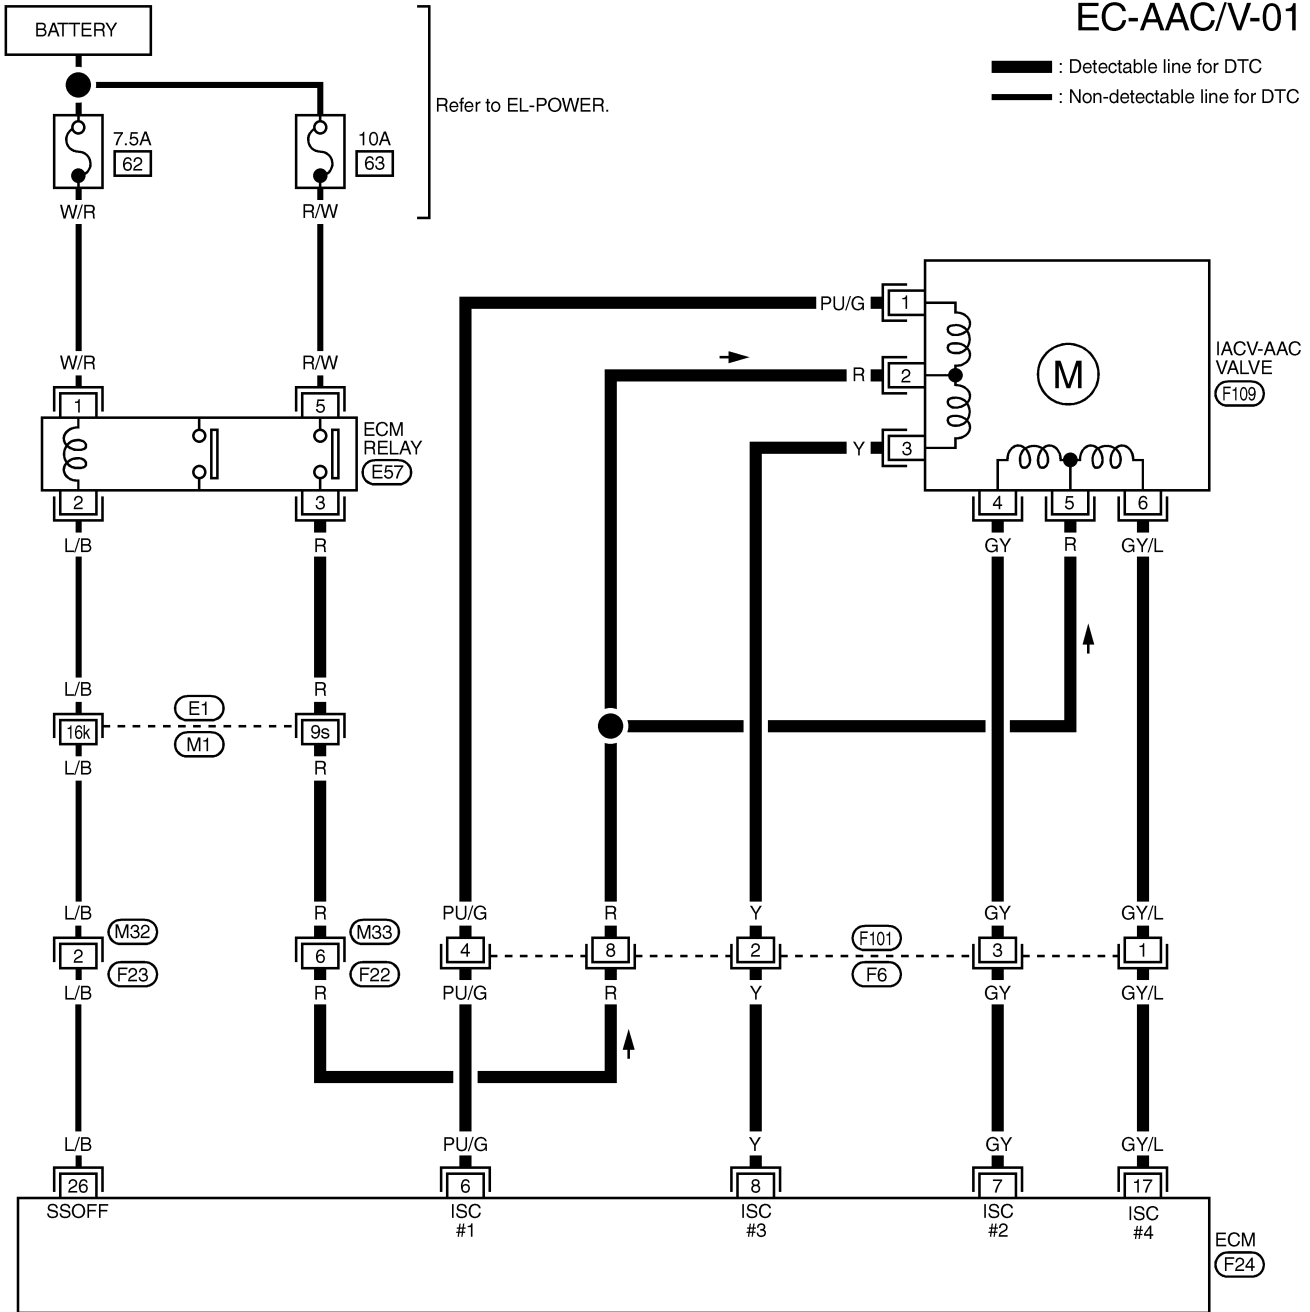 EC-AAC/V-01
BATTERY
: Detectable line for DTC
: Non-detectable line for DTC
Refer to EL-POWER.
7.5A
62
10A
63
W/R
R/W
PU/G
1
IACV-AAC
VALVE
F109
M
W/R
R/W
R
2
1
5
ECM
RELAY
E57
Y
3
2
3
4
5
6
L/B
R
GY
R
GY/L
L/B
R
E1
16k
9s
M1
L/B
R
L/B
R
PU/G
R
Y
GY
GY/L
M32
M33
F101
2
6
4
8
2
3
1
F23
F22
F6
L/B
R
PU/G
R
Y
GY
GY/L
L/B
PU/G
Y
GY
GY/L
26
6
8
7
17
SSOFF
ISC
#1
ISC
#3
ISC
#2
ISC
#4
ECM
F24